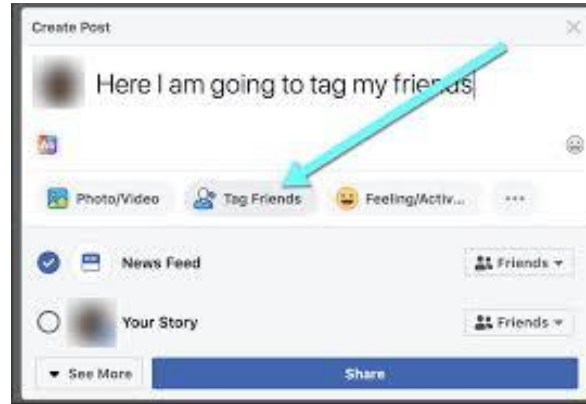 Create Post
Here I am going to tag my friends
Photo/Video Tag Friends Feeling/Activ... ...
News Feed Friends
Your Story Friends
See More Share